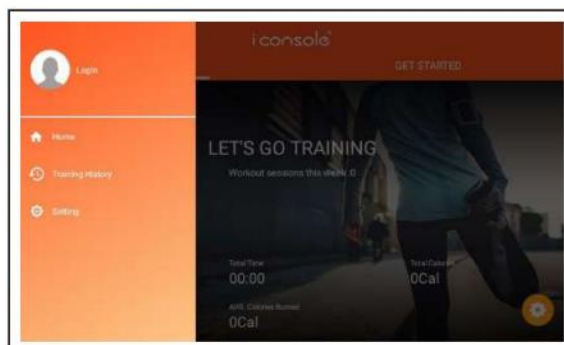 Login
Home
Training History
Setting
iconsole
GET STARTED
LET'S GO TRAINING
Workout sessions this week :0
Total Time
00:00
Total Calories
0Cal
AVG. Calories Burned
0Cal